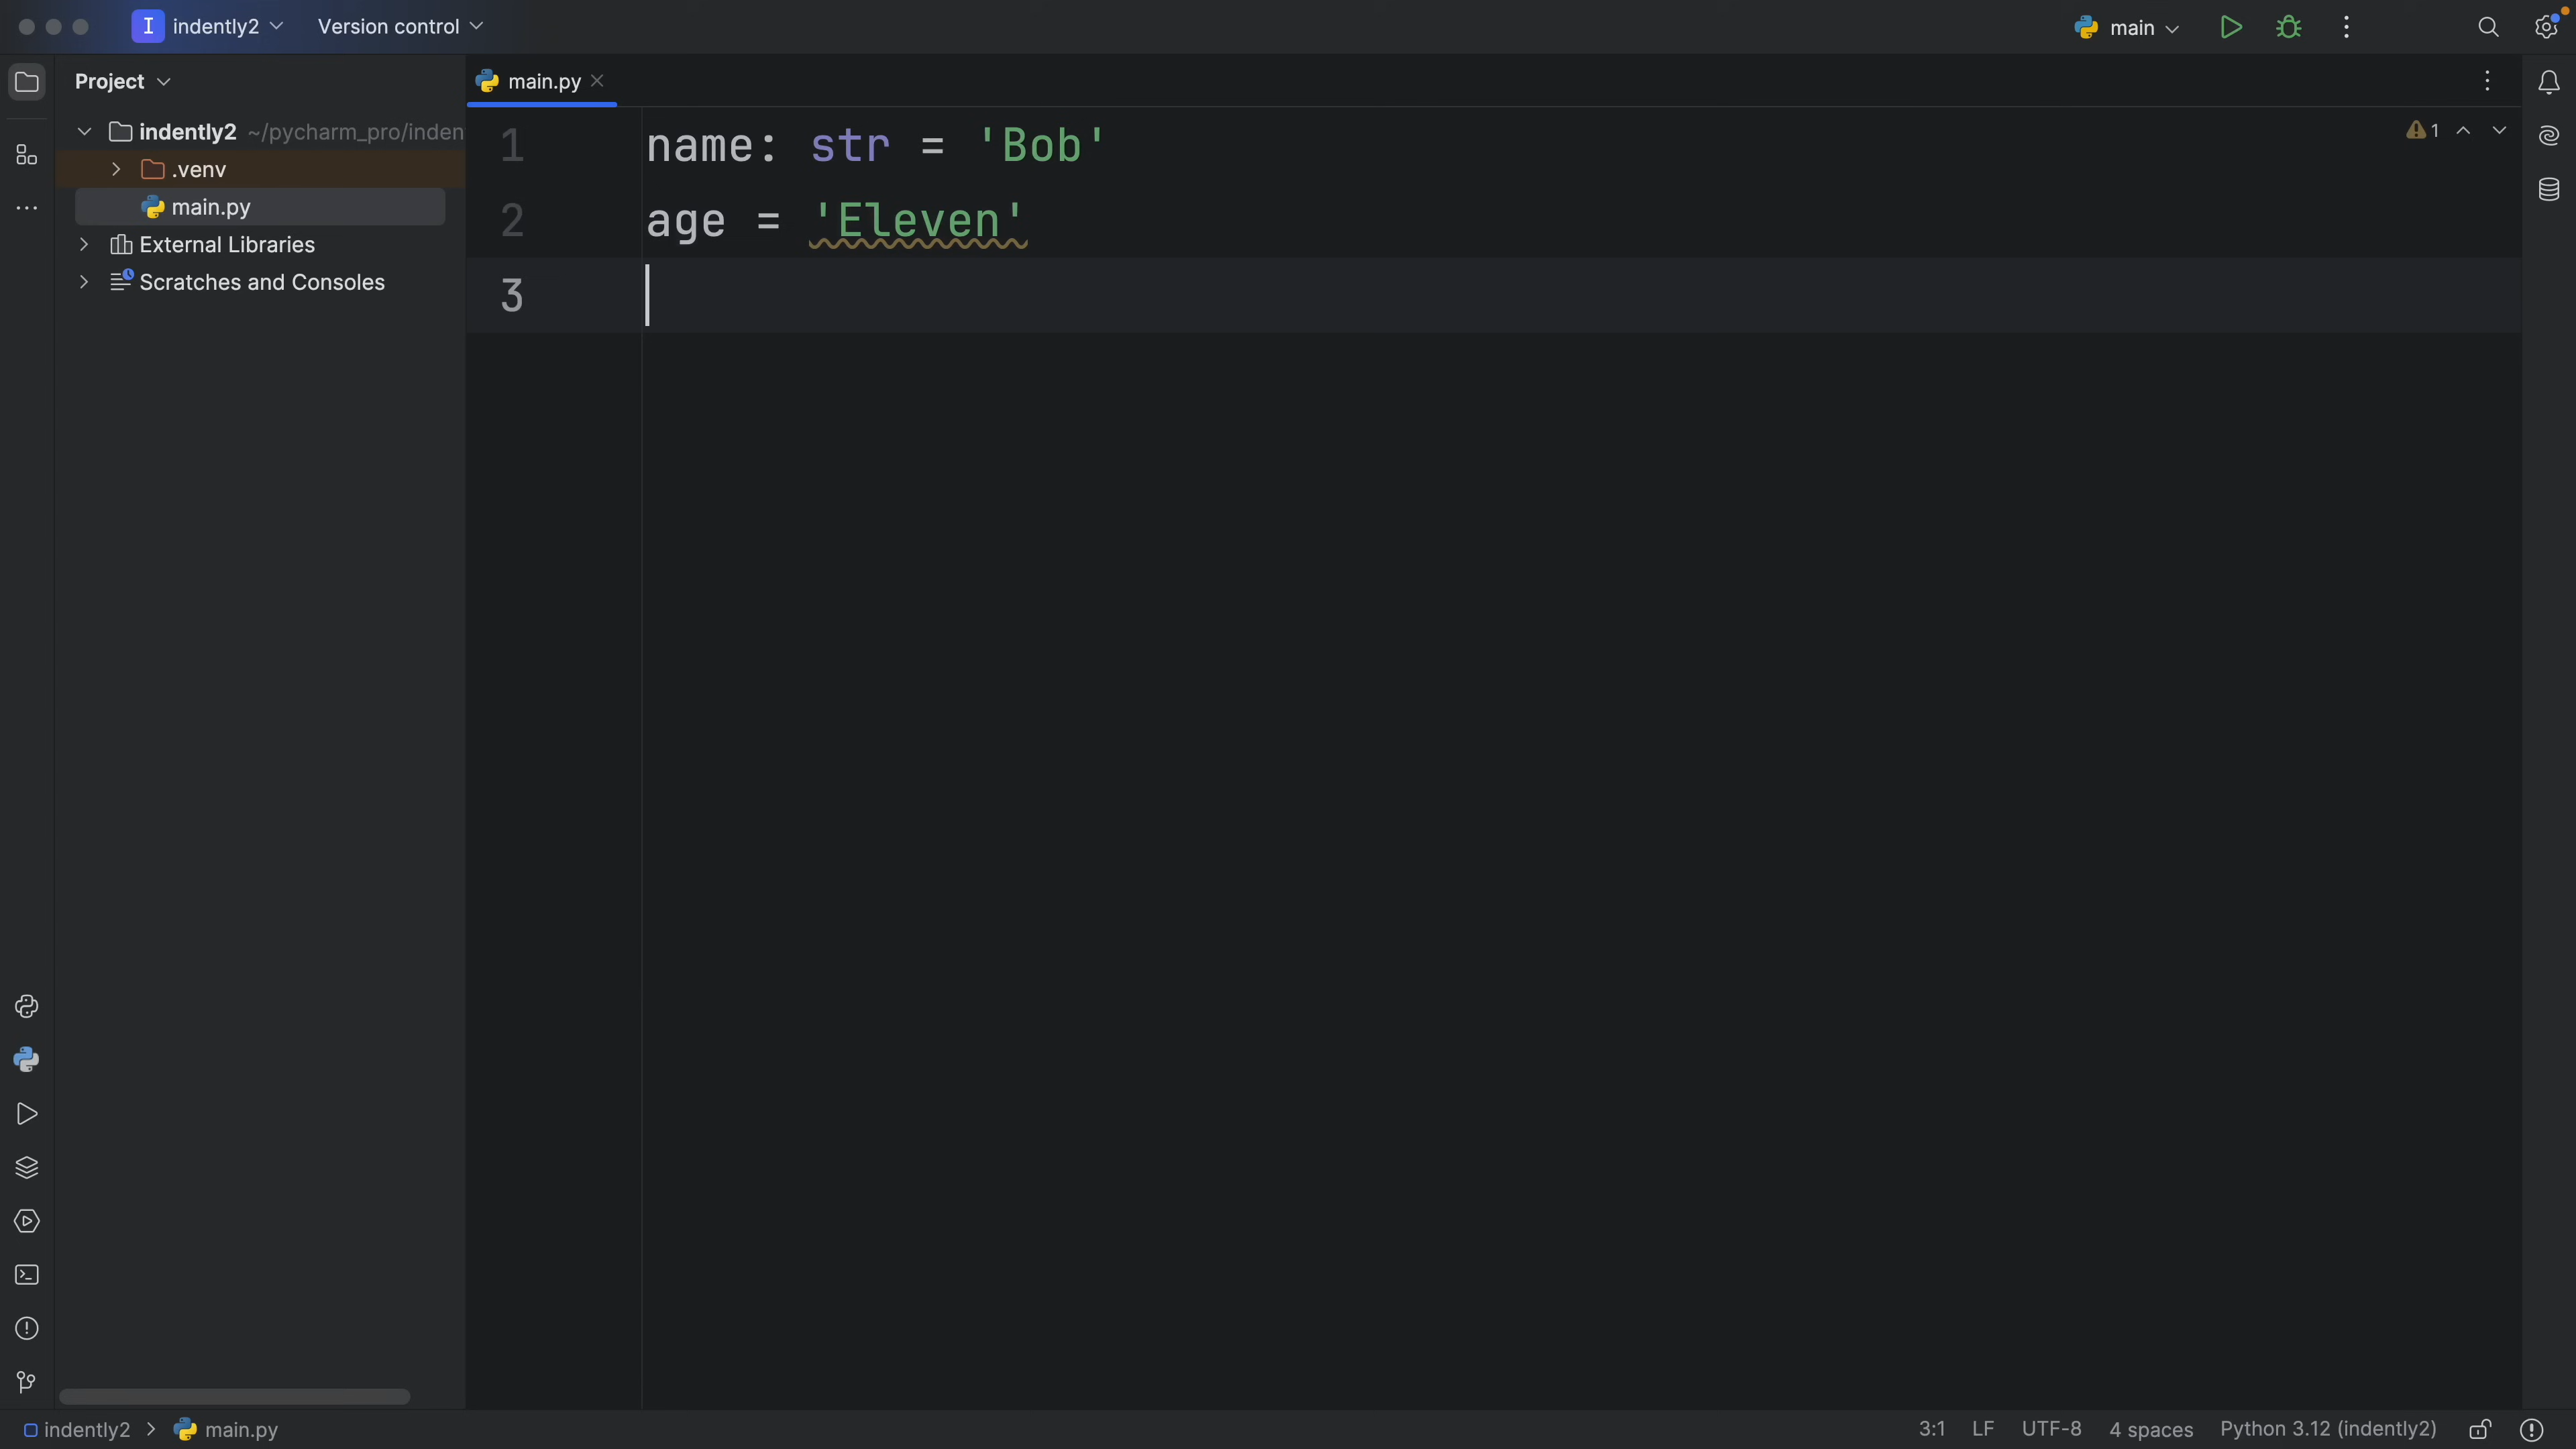 I indently2 Version control main
Project main.py
indently2 ~/pycharm_pro/inden
.venv
main.py
External Libraries
Scratches and Consoles
1 name: str = 'Bob'
2 age = 'Eleven'
3
1
indently2 main.py 3:1 LF UTF-8 4 spaces Python 3.12 (indently2)